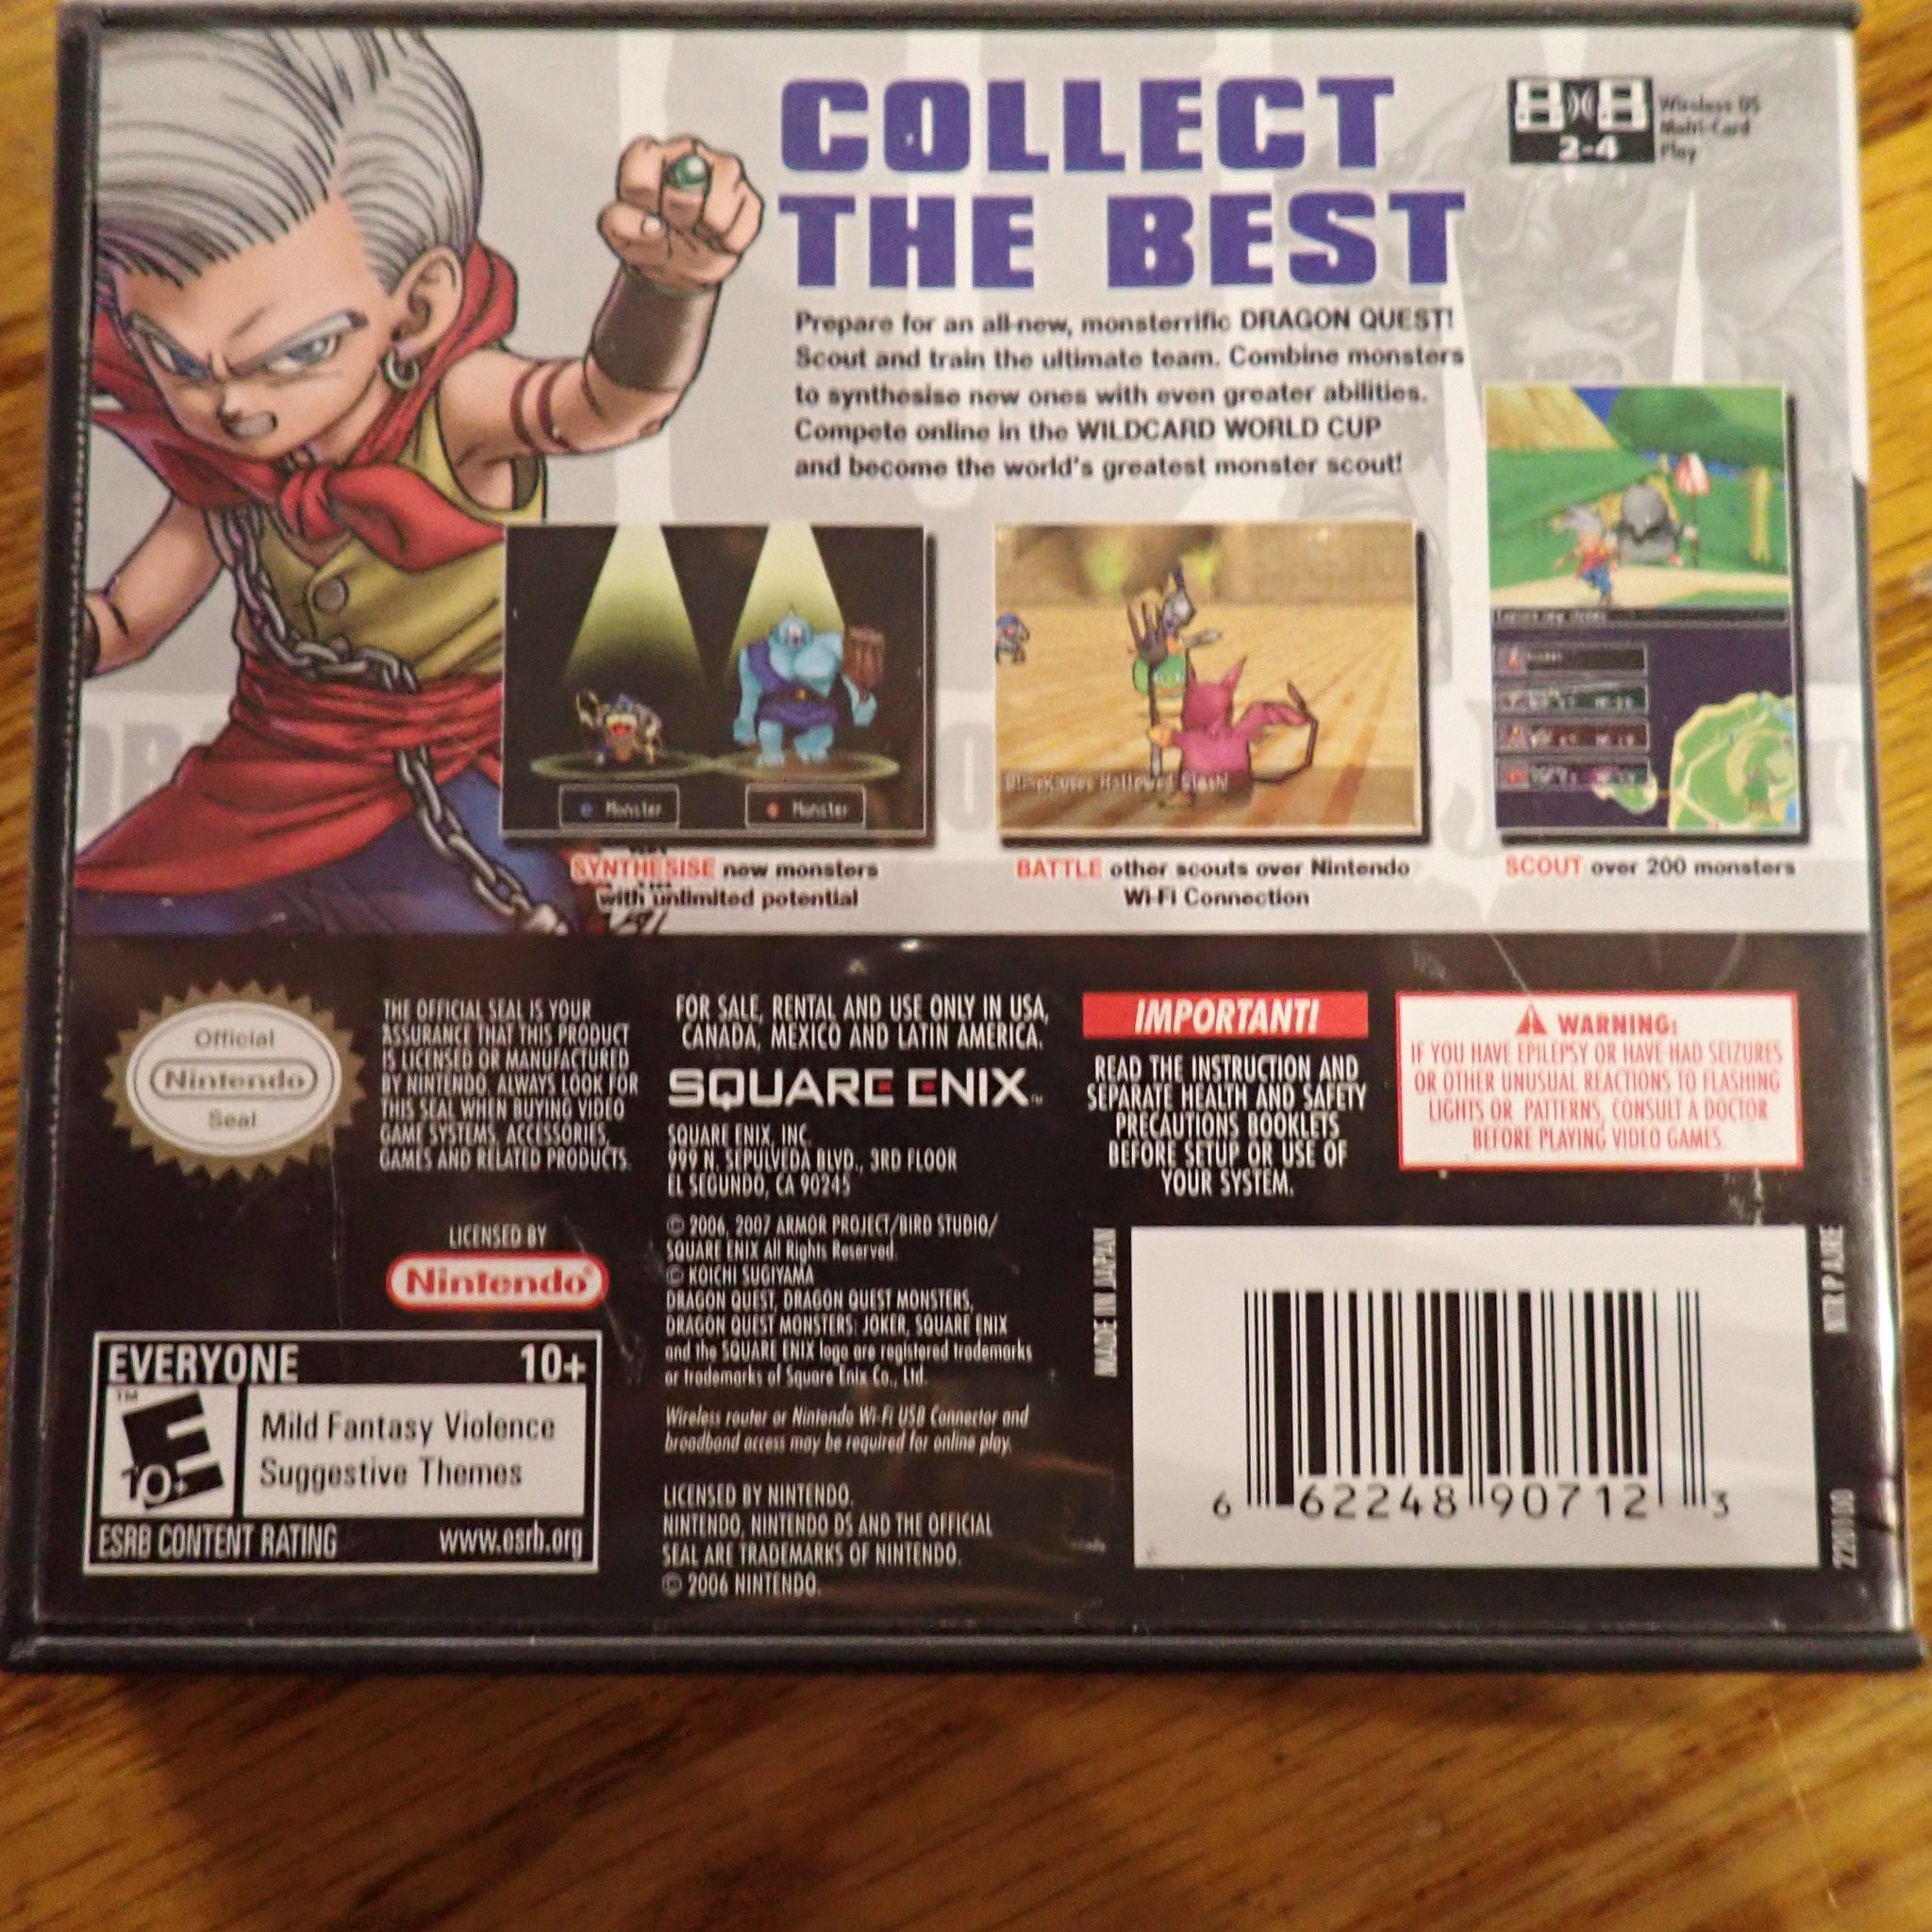 COLLECT
THE BEST
2-4
Wireless DS
Multi-Card
Play
Prepare for an all-new, monsterrific DRAGON QUEST!
Scout and train the ultimate team. Combine monsters
to synthesise new ones with even greater abilities.
Compete online in the WILDCARD WORLD CUP
and become the world's greatest monster scout!
Monster
Monster
uses Hallowed Slash!
SYNTHESISE new monsters
with unlimited potential
BATTLE other scouts over Nintendo
Wi-Fi Connection
SCOUT over 200 monsters
Official
Nintendo
Seal
THE OFFICIAL SEAL IS YOUR
ASSURANCE THAT THIS PRODUCT
IS LICENSED OR MANUFACTURED
BY NINTENDO. ALWAYS LOOK FOR
THIS SEAL WHEN BUYING VIDEO
GAME SYSTEMS, ACCESSORIES,
GAMES AND RELATED PRODUCTS.
LICENSED BY
Nintendo®
EVERYONE 10+
TM
E
10+
Mild Fantasy Violence
Suggestive Themes
ESRB CONTENT RATING www.esrb.org
FOR SALE, RENTAL AND USE ONLY IN USA,
CANADA, MEXICO AND LATIN AMERICA.
SQUARE ENIX™
SQUARE ENIX, INC.
999 N. SEPULVEDA BLVD., 3RD FLOOR
EL SEGUNDO, CA 90245
© 2006, 2007 ARMOR PROJECT/BIRD STUDIO/
SQUARE ENIX All Rights Reserved.
© KOICHI SUGIYAMA
DRAGON QUEST, DRAGON QUEST MONSTERS,
DRAGON QUEST MONSTERS: JOKER, SQUARE ENIX
and the SQUARE ENIX logo are registered trademarks
or trademarks of Square Enix Co., Ltd.
Wireless router or Nintendo Wi-Fi USB Connector and
broadband access may be required for online play.
LICENSED BY NINTENDO.
NINTENDO, NINTENDO DS AND THE OFFICIAL
SEAL ARE TRADEMARKS OF NINTENDO.
© 2006 NINTENDO.
IMPORTANT!
READ THE INSTRUCTION AND
SEPARATE HEALTH AND SAFETY
PRECAUTIONS BOOKLETS
BEFORE SETUP OR USE OF
YOUR SYSTEM.
WARNING:
IF YOU HAVE EPILEPSY OR HAVE HAD SEIZURES
OR OTHER UNUSUAL REACTIONS TO FLASHING
LIGHTS OR PATTERNS, CONSULT A DOCTOR
BEFORE PLAYING VIDEO GAMES.
MADE IN JAPAN
6 62248 90712 3